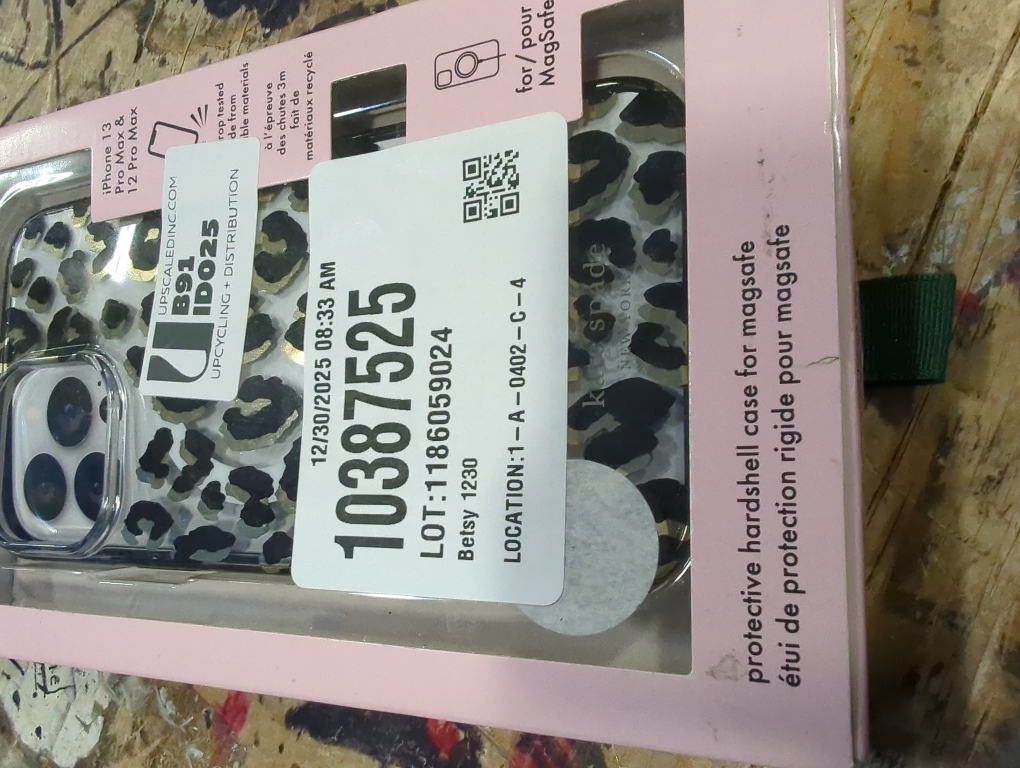 iPhone 13
Pro Max &
12 Pro Max
rop tested
de from
ble materials
à l'épreuve
des chutes 3m
fait de
matériaux recyclé
for/pour
MagSafe
UPSCALEDINC.COM
B91
IDO25
UPCYCLING + DISTRIBUTION
12/30/2025 08:33 AM
10387525
LOT:1186059024
Betsy 1230
LOCATION:1-A-0402-C-4
NEW YORK
protective hardshell case for magsafe
étui de protection rigide pour magsafe